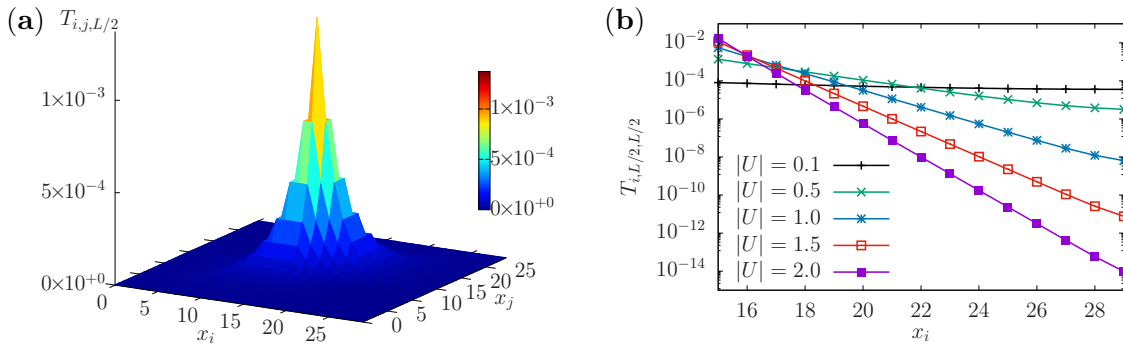 (a)
T_{i,j,L/2}
1×10⁻³
5×10⁻⁴
0×10⁺⁰
0
5
10
15
20
25
x_i
0
5
10
15
20
25
x_j
1×10⁻³
5×10⁻⁴
0×10⁺⁰
(b)
T_{i,L/2,L/2}
10⁻²
10⁻⁴
10⁻⁶
10⁻⁸
10⁻¹⁰
10⁻¹²
10⁻¹⁴
|U| = 0.1
|U| = 0.5
|U| = 1.0
|U| = 1.5
|U| = 2.0
16 18 20 22 24 26 28
x_i